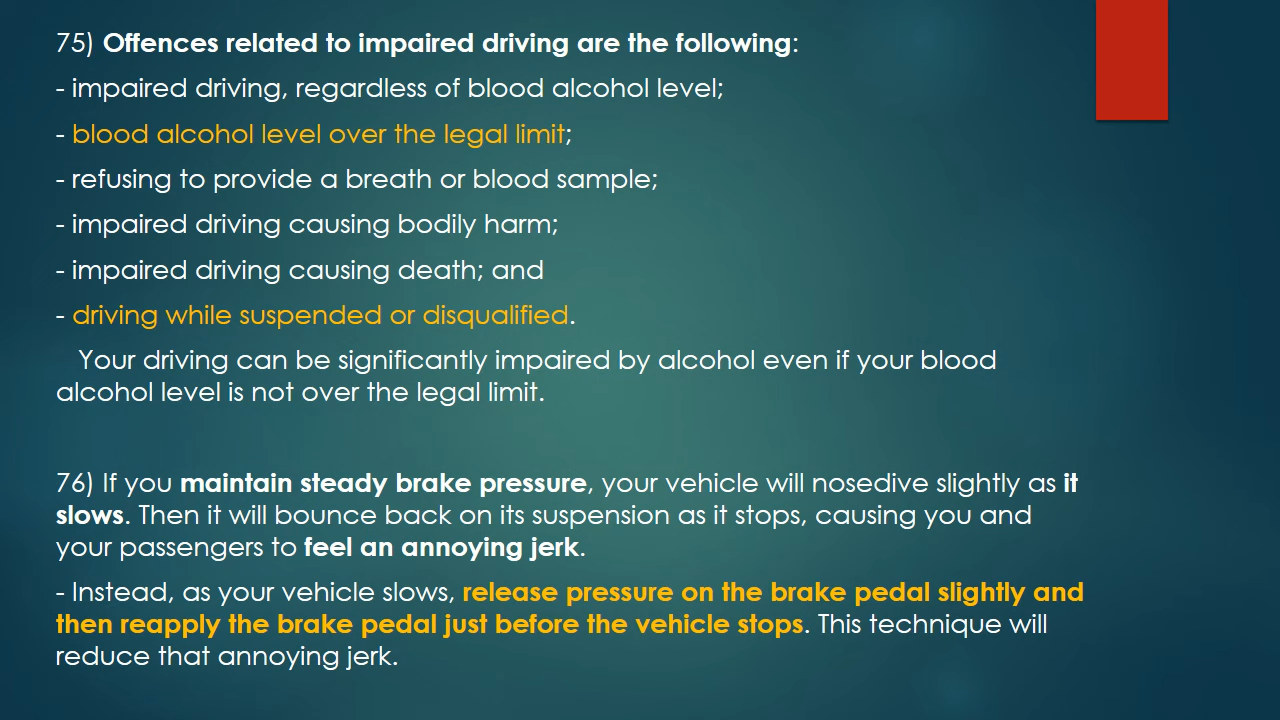 75) Offences related to impaired driving are the following:
- impaired driving, regardless of blood alcohol level;
- blood alcohol level over the legal limit;
- refusing to provide a breath or blood sample;
- impaired driving causing bodily harm;
- impaired driving causing death; and
- driving while suspended or disqualified.
Your driving can be significantly impaired by alcohol even if your blood
alcohol level is not over the legal limit.
76) If you maintain steady brake pressure, your vehicle will nosedive slightly as it
slows. Then it will bounce back on its suspension as it stops, causing you and
your passengers to feel an annoying jerk.
- Instead, as your vehicle slows, release pressure on the brake pedal slightly and
then reapply the brake pedal just before the vehicle stops. This technique will
reduce that annoying jerk.